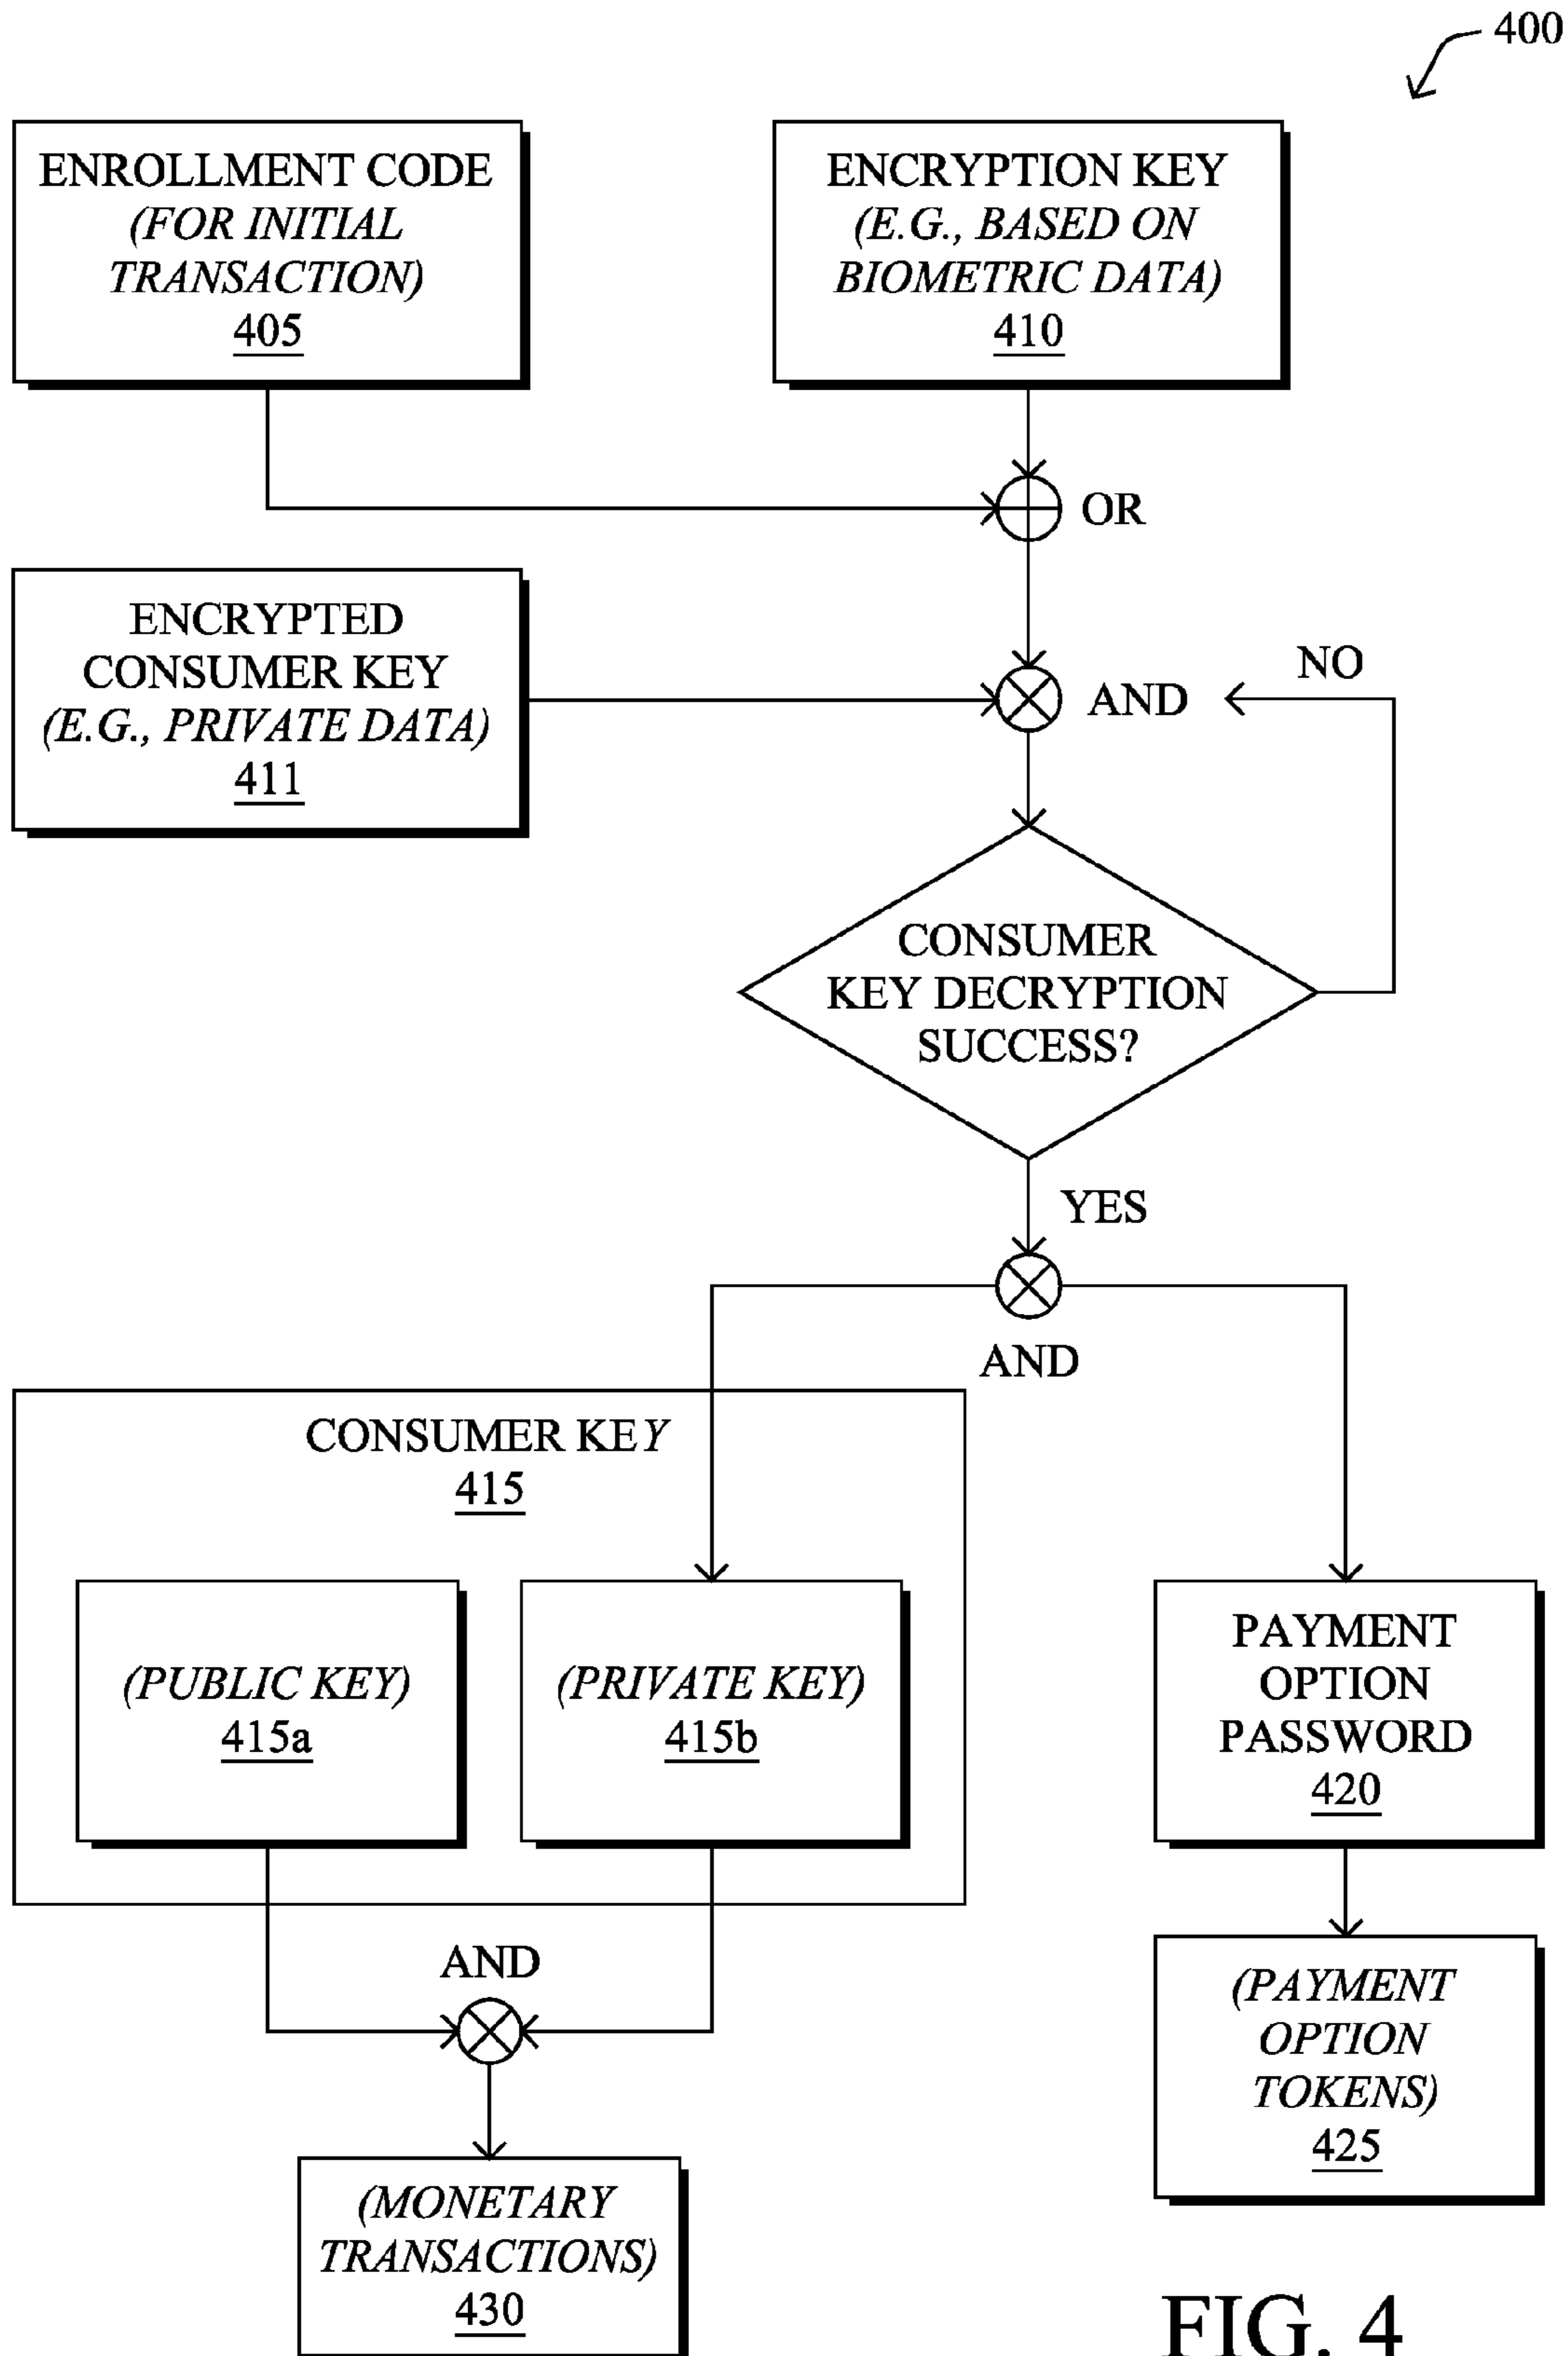 400
ENROLLMENT CODE
(FOR INITIAL
TRANSACTION)
405
ENCRYPTION KEY
(E.G., BASED ON
BIOMETRIC DATA)
410
OR
ENCRYPTED
CONSUMER KEY
(E.G., PRIVATE DATA)
411
AND
NO
CONSUMER
KEY DECRYPTION
SUCCESS?
YES
AND
CONSUMER KEY
415
(PUBLIC KEY)
415a
(PRIVATE KEY)
415b
PAYMENT
OPTION
PASSWORD
420
AND
(PAYMENT
OPTION
TOKENS)
425
(MONETARY
TRANSACTIONS)
430
FIG. 4